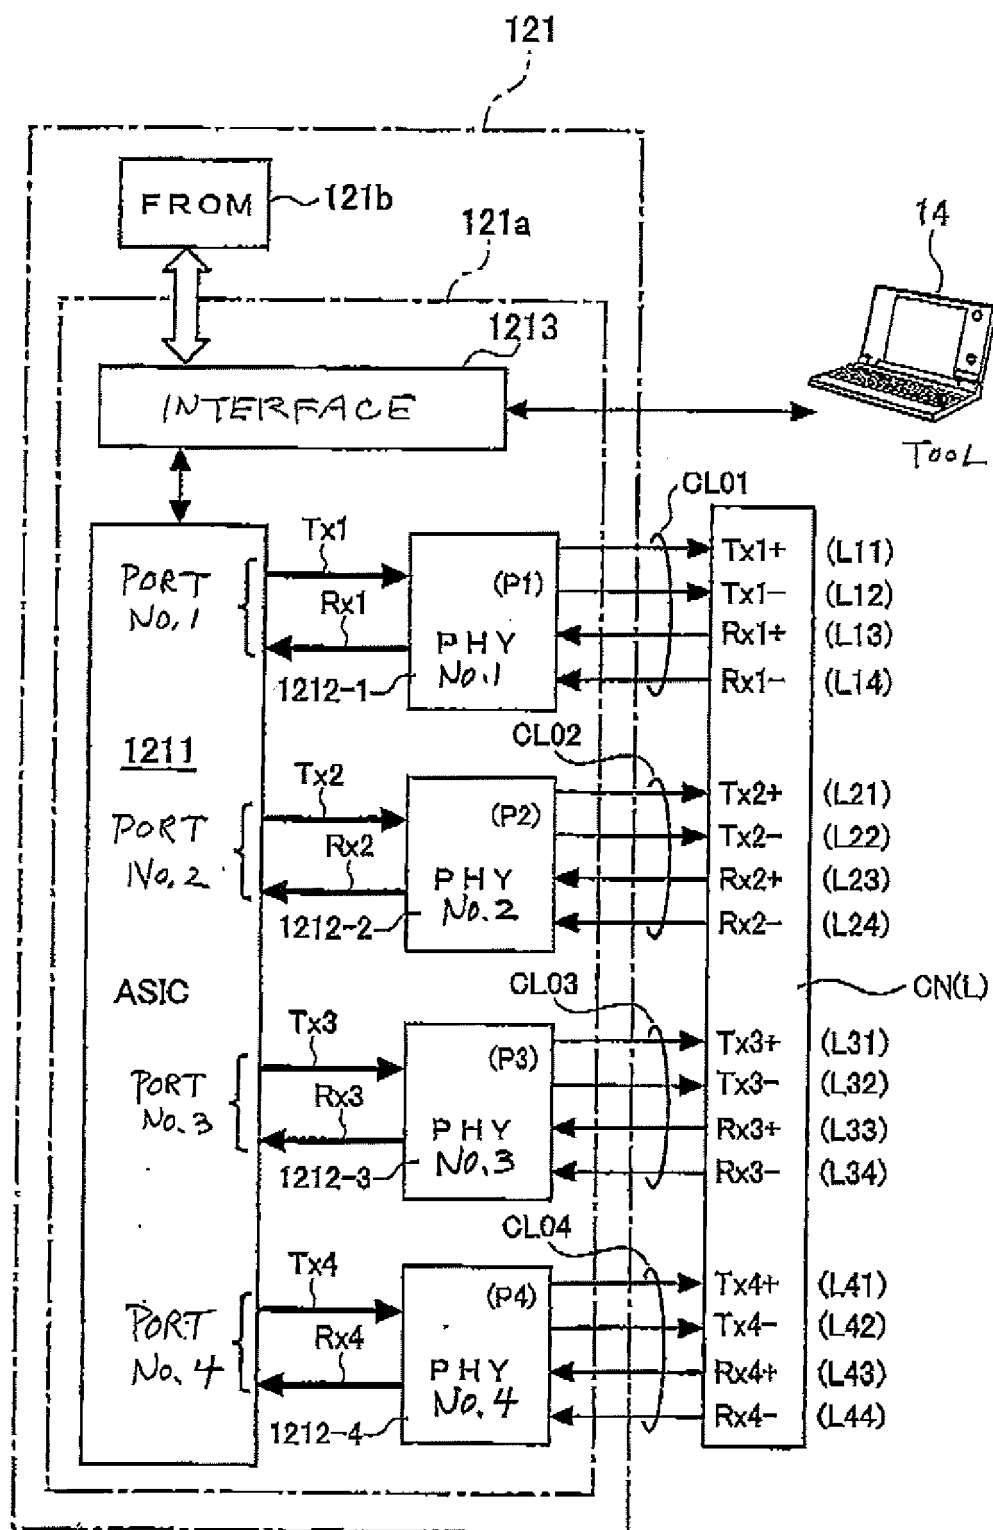 121
FROM
121b
121a
14
1213
INTERFACE
TOOL
CL01
PORT
No.1
Tx1
Rx1
(P1)
PHY
No.1
1212-1
Tx1+ (L11)
Tx1- (L12)
Rx1+ (L13)
Rx1- (L14)
1211
CL02
PORT
No.2
Tx2
Rx2
(P2)
PHY
No.2
1212-2
Tx2+ (L21)
Tx2- (L22)
Rx2+ (L23)
Rx2- (L24)
ASIC
CL03
CN(L)
PORT
No.3
Tx3
Rx3
(P3)
PHY
No.3
1212-3
Tx3+ (L31)
Tx3- (L32)
Rx3+ (L33)
Rx3- (L34)
CL04
PORT
No.4
Tx4
Rx4
(P4)
PHY
No.4
1212-4
Tx4+ (L41)
Tx4- (L42)
Rx4+ (L43)
Rx4- (L44)